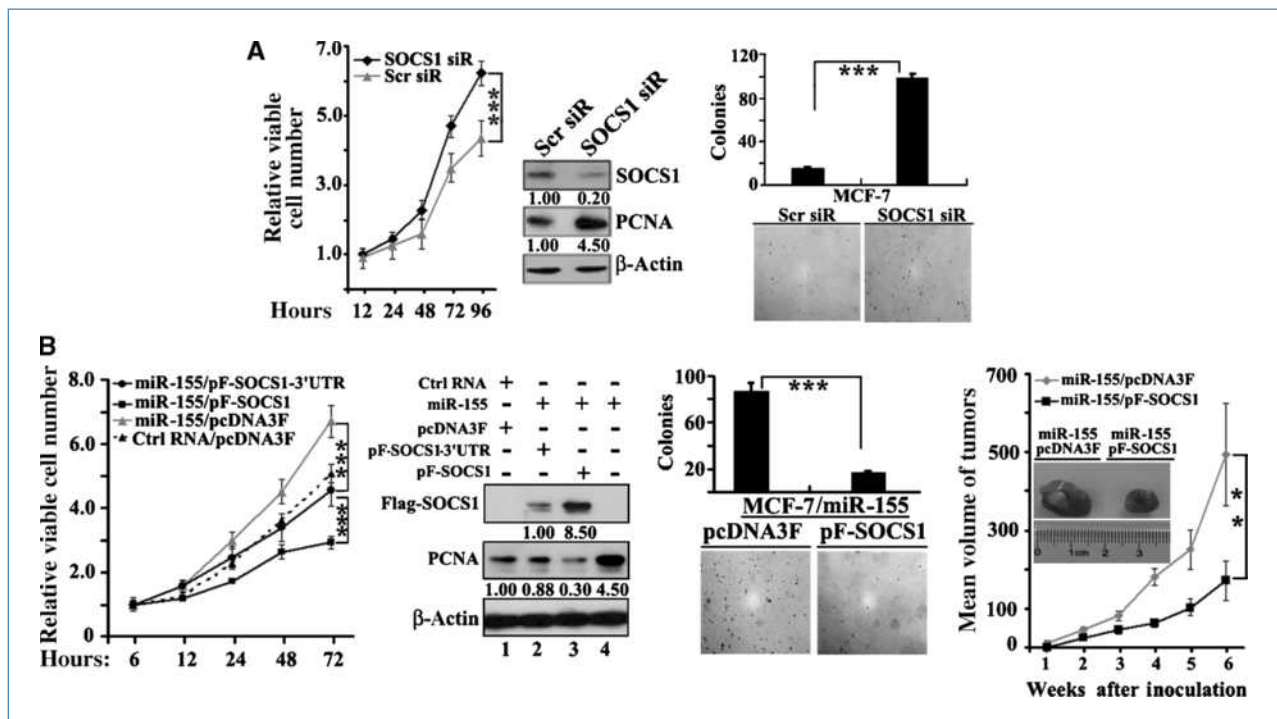 A
7.0
5.0
3.0
1.0
Relative viable
cell number
SOCS1 siR
Scr siR
***
Hours 12 24 48 72 96
Scr siR
SOCS1 siR
SOCS1
1.00 0.20
PCNA
1.00 4.50
β-Actin
120
100
80
60
40
20
0
Colonies
***
MCF-7
Scr siR SOCS1 siR
B
8.0
6.0
4.0
2.0
0
Relative viable cell number
miR-155/pF-SOCS1-3'UTR
miR-155/pF-SOCS1
miR-155/pcDNA3F
Ctrl RNA/pcDNA3F
***
***
Hours: 6 12 24 48 72
Ctrl RNA + - - -
miR-155 - + + +
pcDNA3F + - - +
pF-SOCS1-3'UTR - + - -
pF-SOCS1 - - + -
Flag-SOCS1
1.00 8.50
PCNA
1.00 0.88 0.30 4.50
β-Actin
1 2 3 4
100
80
60
40
20
Colonies
***
MCF-7/miR-155
pcDNA3F pF-SOCS1
700
500
300
100
0
Mean volume of tumors
miR-155/pcDNA3F
miR-155/pF-SOCS1
miR-155 miR-155
pcDNA3F pF-SOCS1
0 1cm 2 3
**
1 2 3 4 5 6
Weeks after inoculation